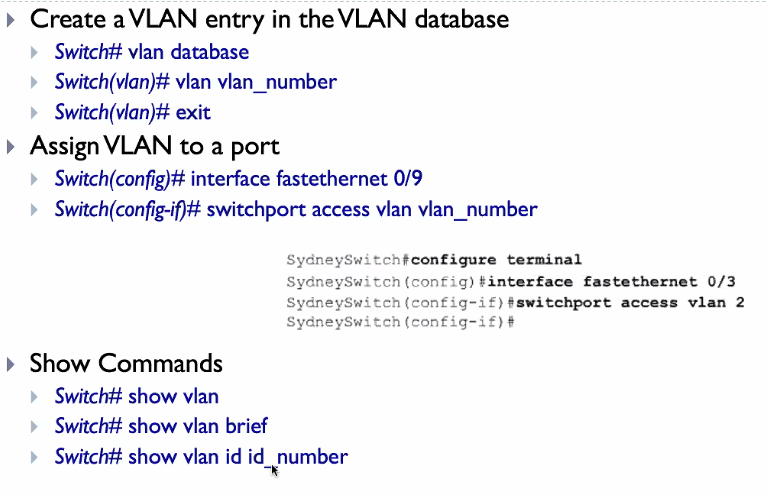 Create a VLAN entry in the VLAN database
Switch# vlan database
Switch(vlan)# vlan vlan_number
Switch(vlan)# exit
Assign VLAN to a port
Switch(config)# interface fastethernet 0/9
Switch(config-if)# switchport access vlan vlan_number
SydneySwitch#configure terminal
SydneySwitch(config)#interface fastethernet 0/3
SydneySwitch(config-if)#switchport access vlan 2
SydneySwitch(config-if)#
Show Commands
Switch# show vlan
Switch# show vlan brief
Switch# show vlan id id_number